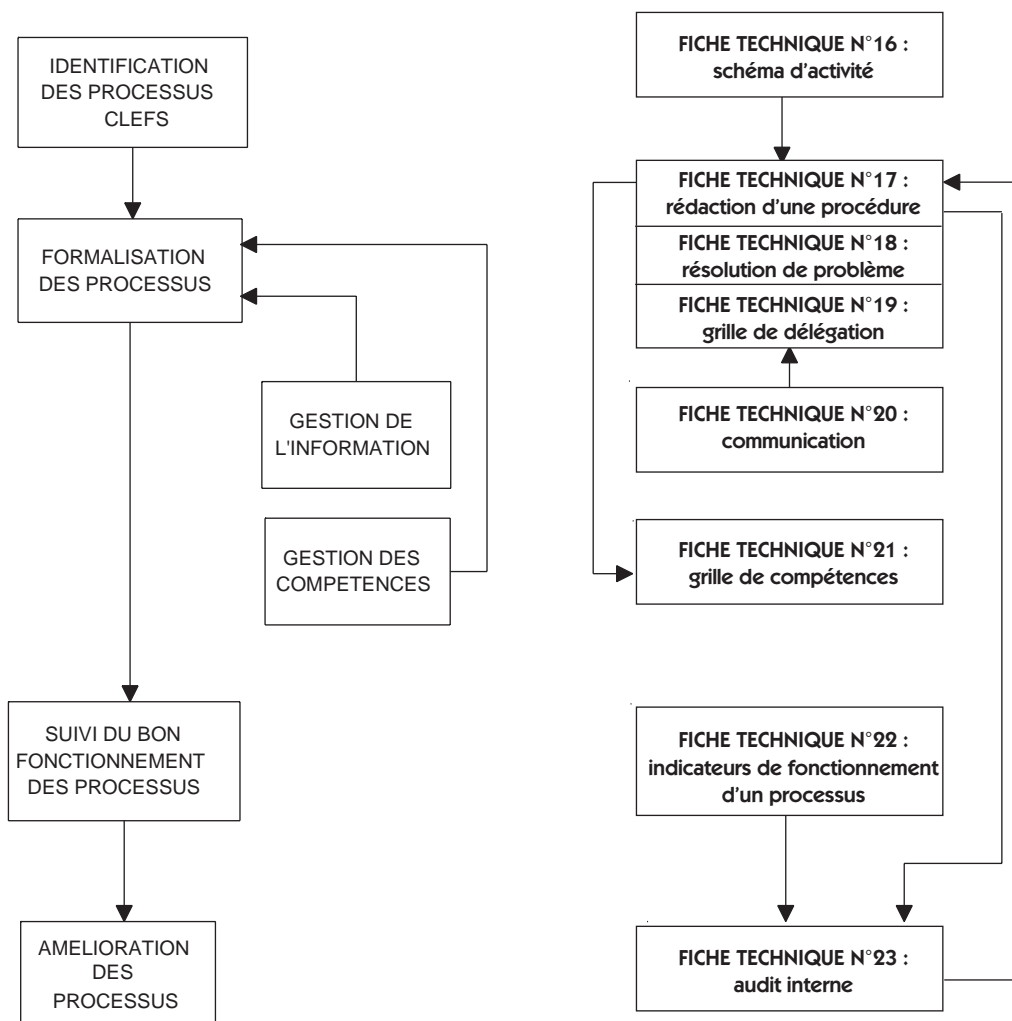 IDENTIFICATION
DES PROCESSUS
CLEFS
FORMALISATION
DES PROCESSUS
GESTION DE
L'INFORMATION
GESTION DES
COMPETENCES
SUIVI DU BON
FONCTIONNEMENT
DES PROCESSUS
AMELIORATION
DES
PROCESSUS
FICHE TECHNIQUE N°16 :
schéma d'activité
FICHE TECHNIQUE N°17 :
rédaction d'une procédure
FICHE TECHNIQUE N°18 :
résolution de problème
FICHE TECHNIQUE N°19 :
grille de délégation
FICHE TECHNIQUE N°20 :
communication
FICHE TECHNIQUE N°21 :
grille de compétences
FICHE TECHNIQUE N°22 :
indicateurs de fonctionnement
d'un processus
FICHE TECHNIQUE N°23 :
audit interne